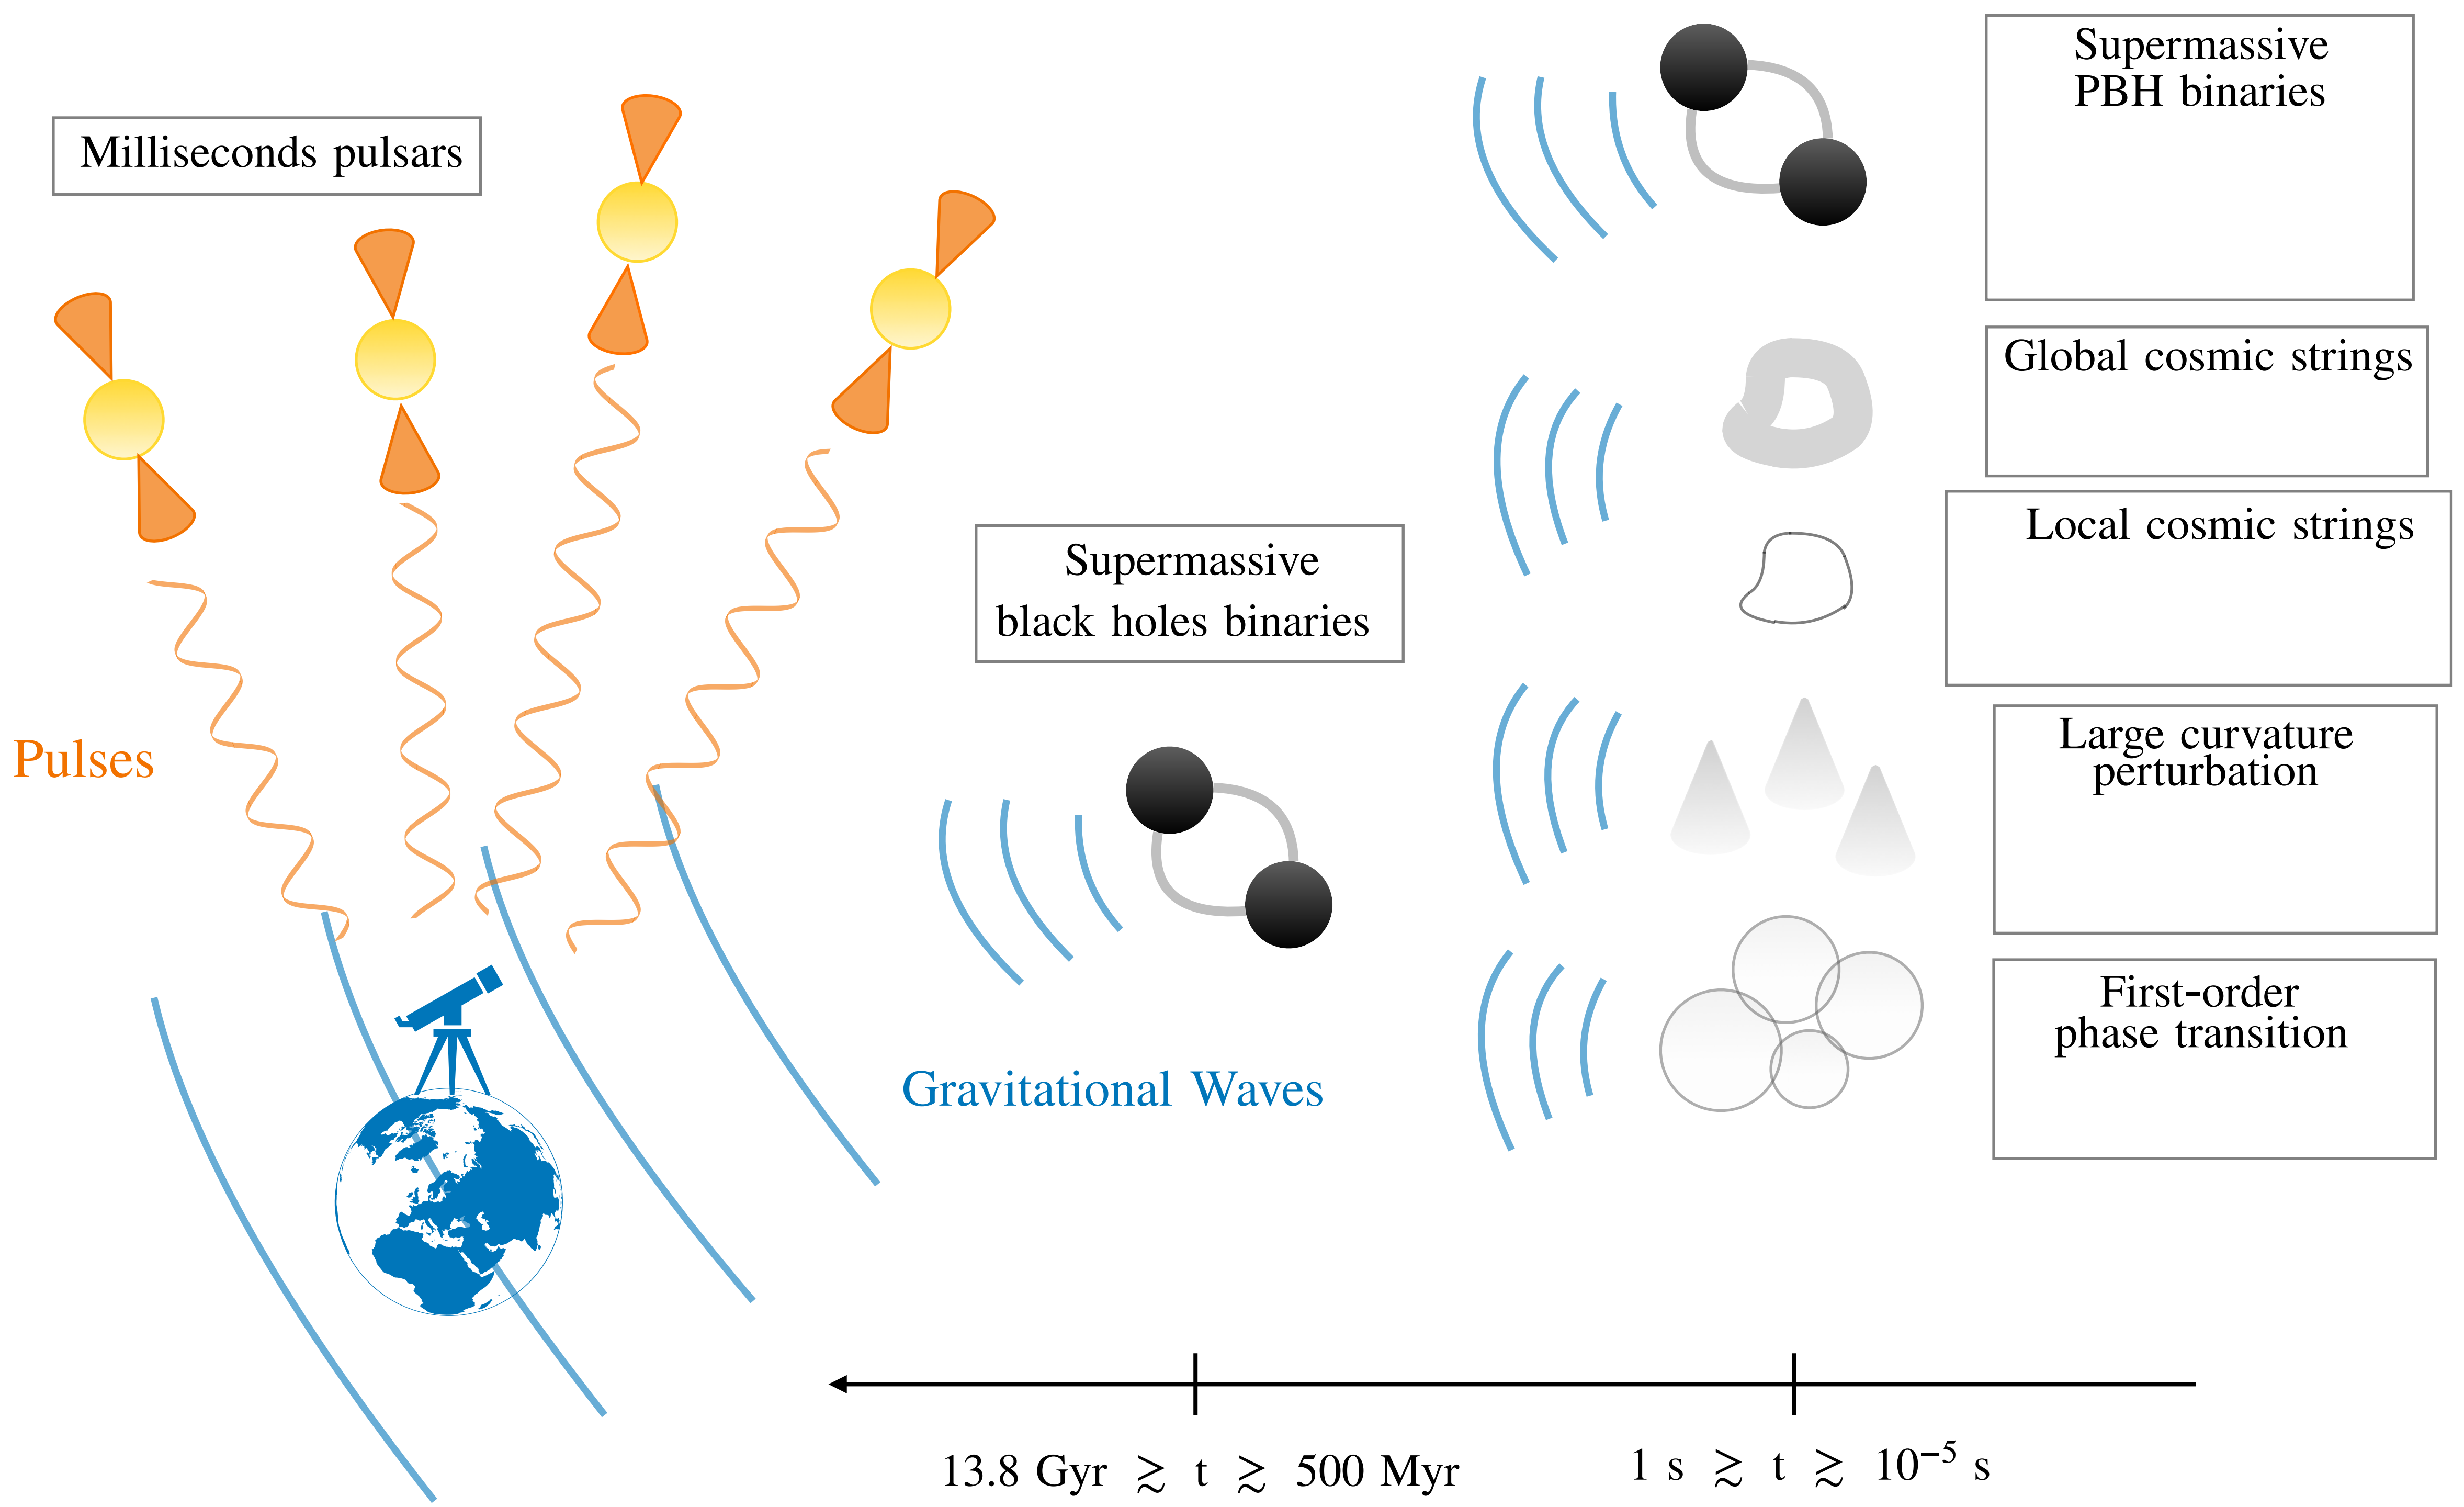 Milliseconds pulsars
Pulses
Supermassive
black holes binaries
Gravitational Waves
Supermassive
PBH binaries
Global cosmic strings
Local cosmic strings
Large curvature
perturbation
First-order
phase transition
13.8 Gyr ≳ t ≳ 500 Myr
1 s ≳ t ≳ 10⁻⁵ s